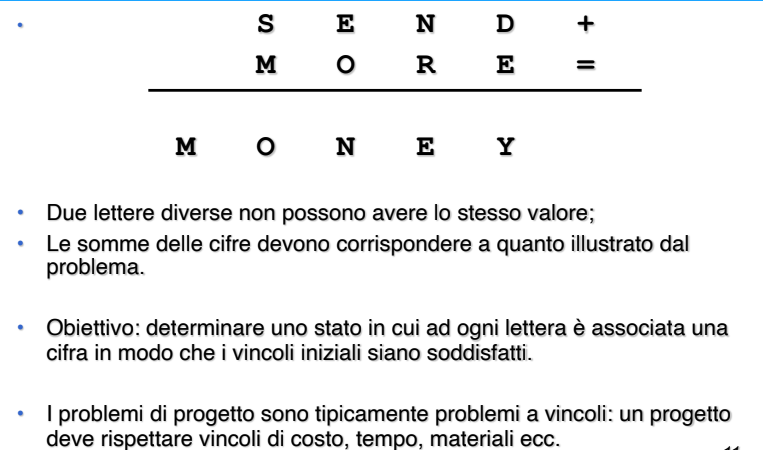 • S E N D +
M O R E =
M O N E Y
• Due lettere diverse non possono avere lo stesso valore;
• Le somme delle cifre devono corrispondere a quanto illustrato dal
problema.
• Obiettivo: determinare uno stato in cui ad ogni lettera è associata una
cifra in modo che i vincoli iniziali siano soddisfatti.
• I problemi di progetto sono tipicamente problemi a vincoli: un progetto
deve rispettare vincoli di costo, tempo, materiali ecc.